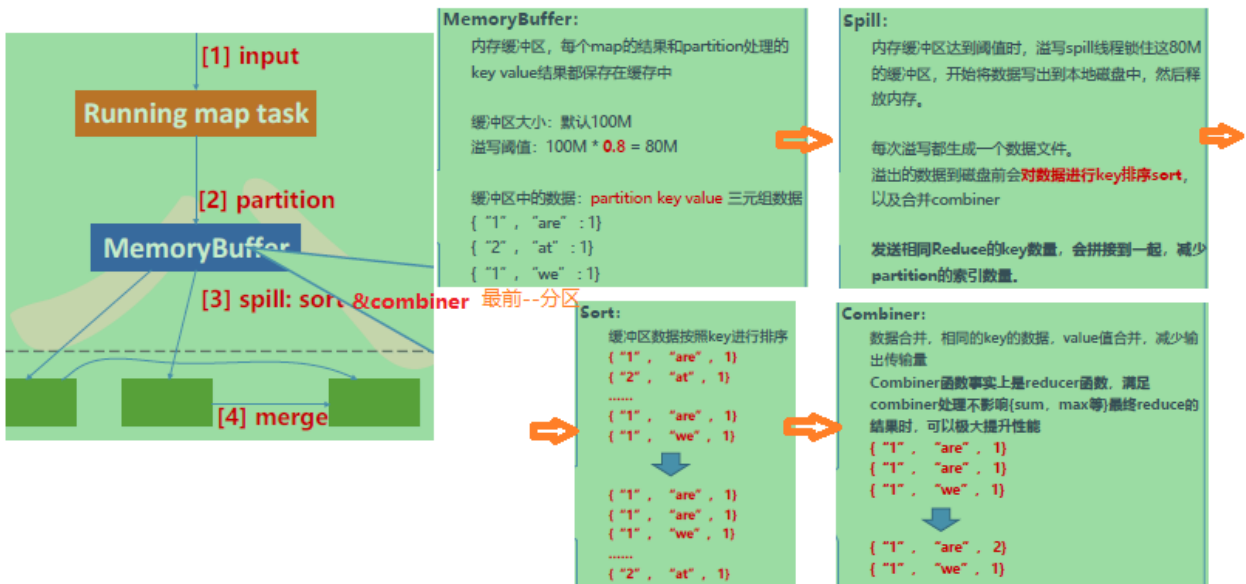 [1] input
Running map task
[2] partition
MemoryBuffer
[3] spill: sort &combiner 最前--分区
[4] merge
MemoryBuffer:
内存缓冲区，每个map的结果和partition处理的
key value结果都保存在缓存中
缓冲区大小：默认100M
溢写阈值：100M * 0.8 = 80M
缓冲区中的数据：partition key value 三元组数据
{ “1”, “are” : 1}
{ “2”, “at” : 1}
{ “1”, “we” : 1}
Spill:
内存缓冲区达到阈值时，溢写spill线程锁住这80M
的缓冲区，开始将数据写出到本地磁盘中，然后释
放内存。
每次溢写都生成一个数据文件。
溢出的数据到磁盘前会对数据进行key排序sort，
以及合并combiner
发送相同Reduce的key数量，会拼接到一起，减少
partition的索引数量。
Sort:
缓冲区数据按照key进行排序
{ “1”, “are”, 1}
{ “2”, “at”, 1}
......
{ “1”, “are”, 1}
{ “1”, “we”, 1}
{ “1”, “are”, 1}
{ “1”, “are”, 1}
{ “1”, “we”, 1}
......
{ “2”, “at”, 1}
Combiner:
数据合并，相同的key的数据，value值合并，减少输
出传输量
Combiner函数事实上是reducer函数，满足
combiner处理不影响{sum，max等}最终reduce的
结果时，可以极大提升性能
{ “1”, “are”, 1}
{ “1”, “are”, 1}
{ “1”, “we”, 1}
{ “1”, “are”, 2}
{ “1”, “we”, 1}